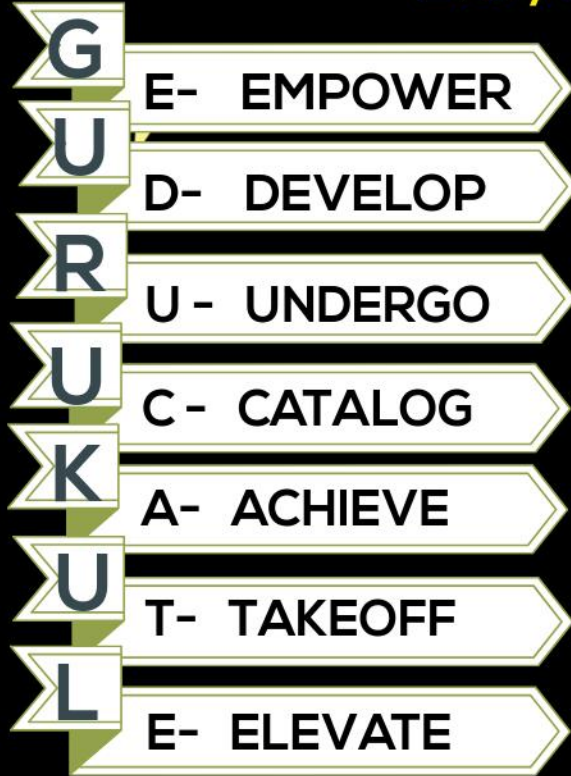 G
E- EMPOWER
U
D- DEVELOP
R
U - UNDERGO
U
C - CATALOG
K
A- ACHIEVE
U
T- TAKEOFF
L
E- ELEVATE